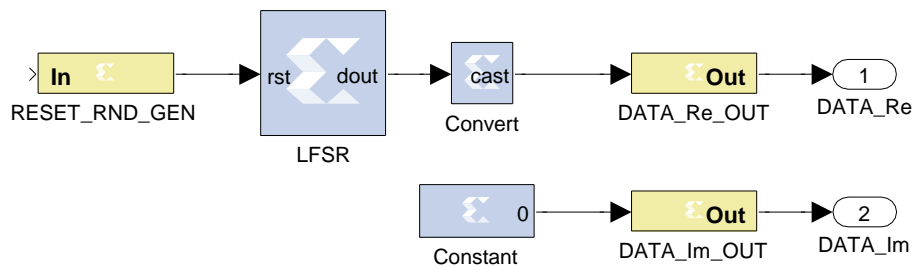 In
RESET_RND_GEN
rst
dout
LFSR
cast
Convert
Out
DATA_Re_OUT
1
DATA_Re
0
Constant
Out
DATA_Im_OUT
2
DATA_Im